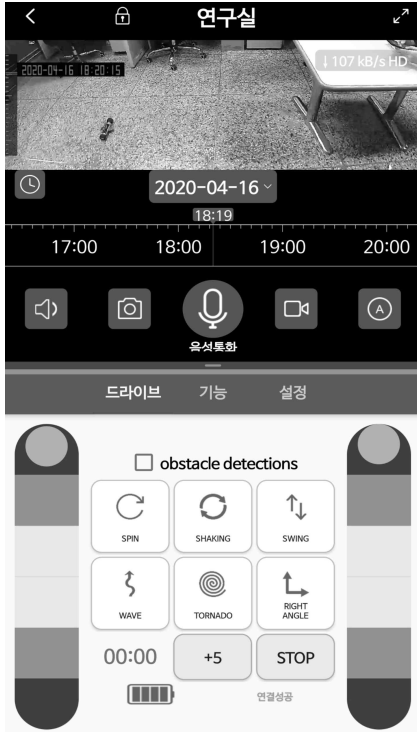 연구실
2020-04-16 18:20:15
↓107 kB/s HD
2020-04-16
18:19
17:00 18:00 19:00 20:00
A
음성통화
드라이브 기능 설정
obstacle detections
SPIN SHAKING SWING
WAVE TORNADO RIGHT ANGLE
00:00 +5 STOP
연결성공